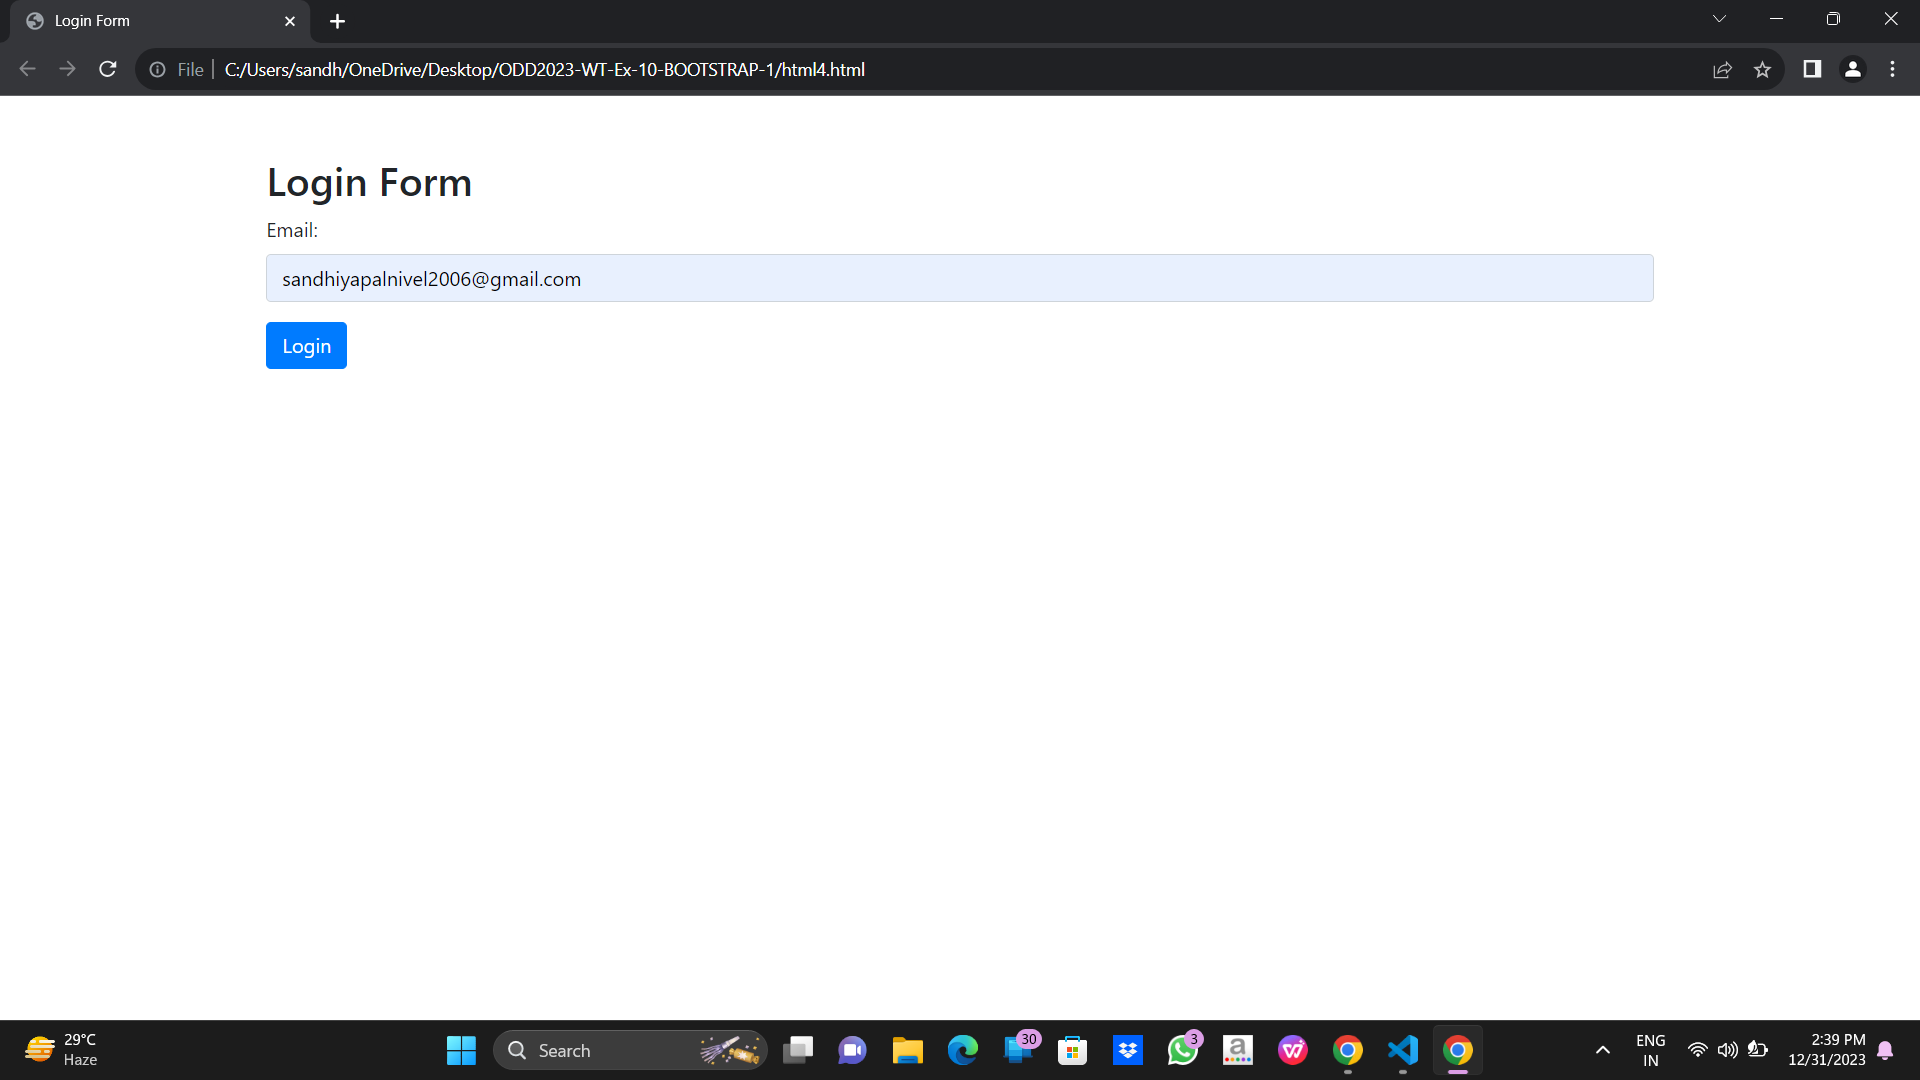 Login Form
File
C:/Users/sandh/OneDrive/Desktop/ODD2023-WT-Ex-10-BOOTSTRAP-1/html4.html
Login Form
Email:
sandhiyapalnivel2006@gmail.com
Login
29°C
Haze
Search
30
3
a
ENG
IN
2:39 PM
12/31/2023